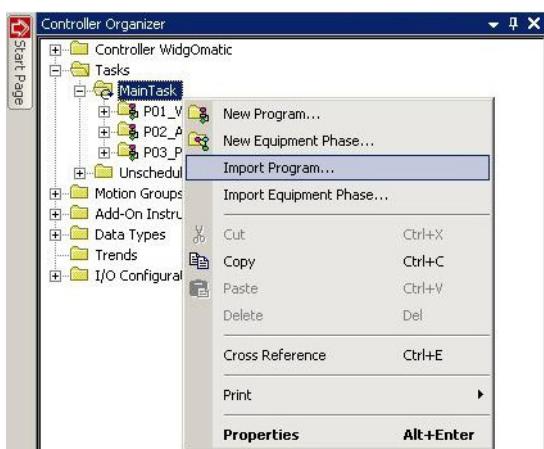 Controller Organizer
Start Page
Controller WidgOmatic
Tasks
MainTask
P01_V
P02_A
P03_P
Unschedul
Motion Groups
Add-On Instru
Data Types
Trends
I/O Configurat
New Program...
New Equipment Phase...
Import Program...
Import Equipment Phase...
Cut Ctrl+X
Copy Ctrl+C
Paste Ctrl+V
Delete Del
Cross Reference Ctrl+E
Print
Properties Alt+Enter